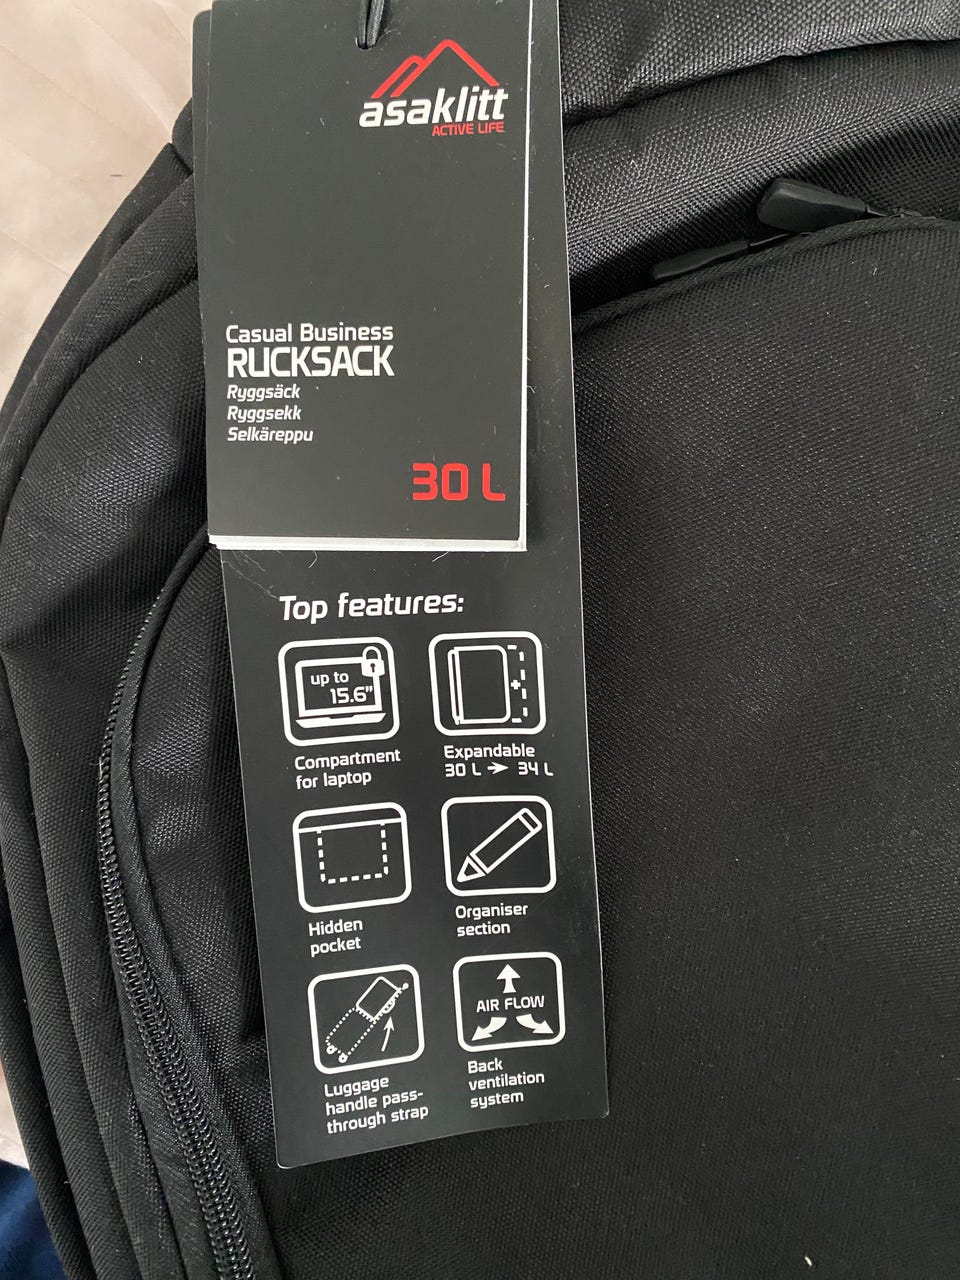 asaklitt
ACTIVE LIFE
Casual Business
RUCKSACK
Ryggsäck
Ryggsekk
Selkäreppu
30 L
Top features:
up to
15.6"
Compartment
for laptop
Expandable
30 L → 34 L
Hidden
pocket
Organiser
section
Luggage
handle pass-
through strap
AIR FLOW
Back
ventilation
system